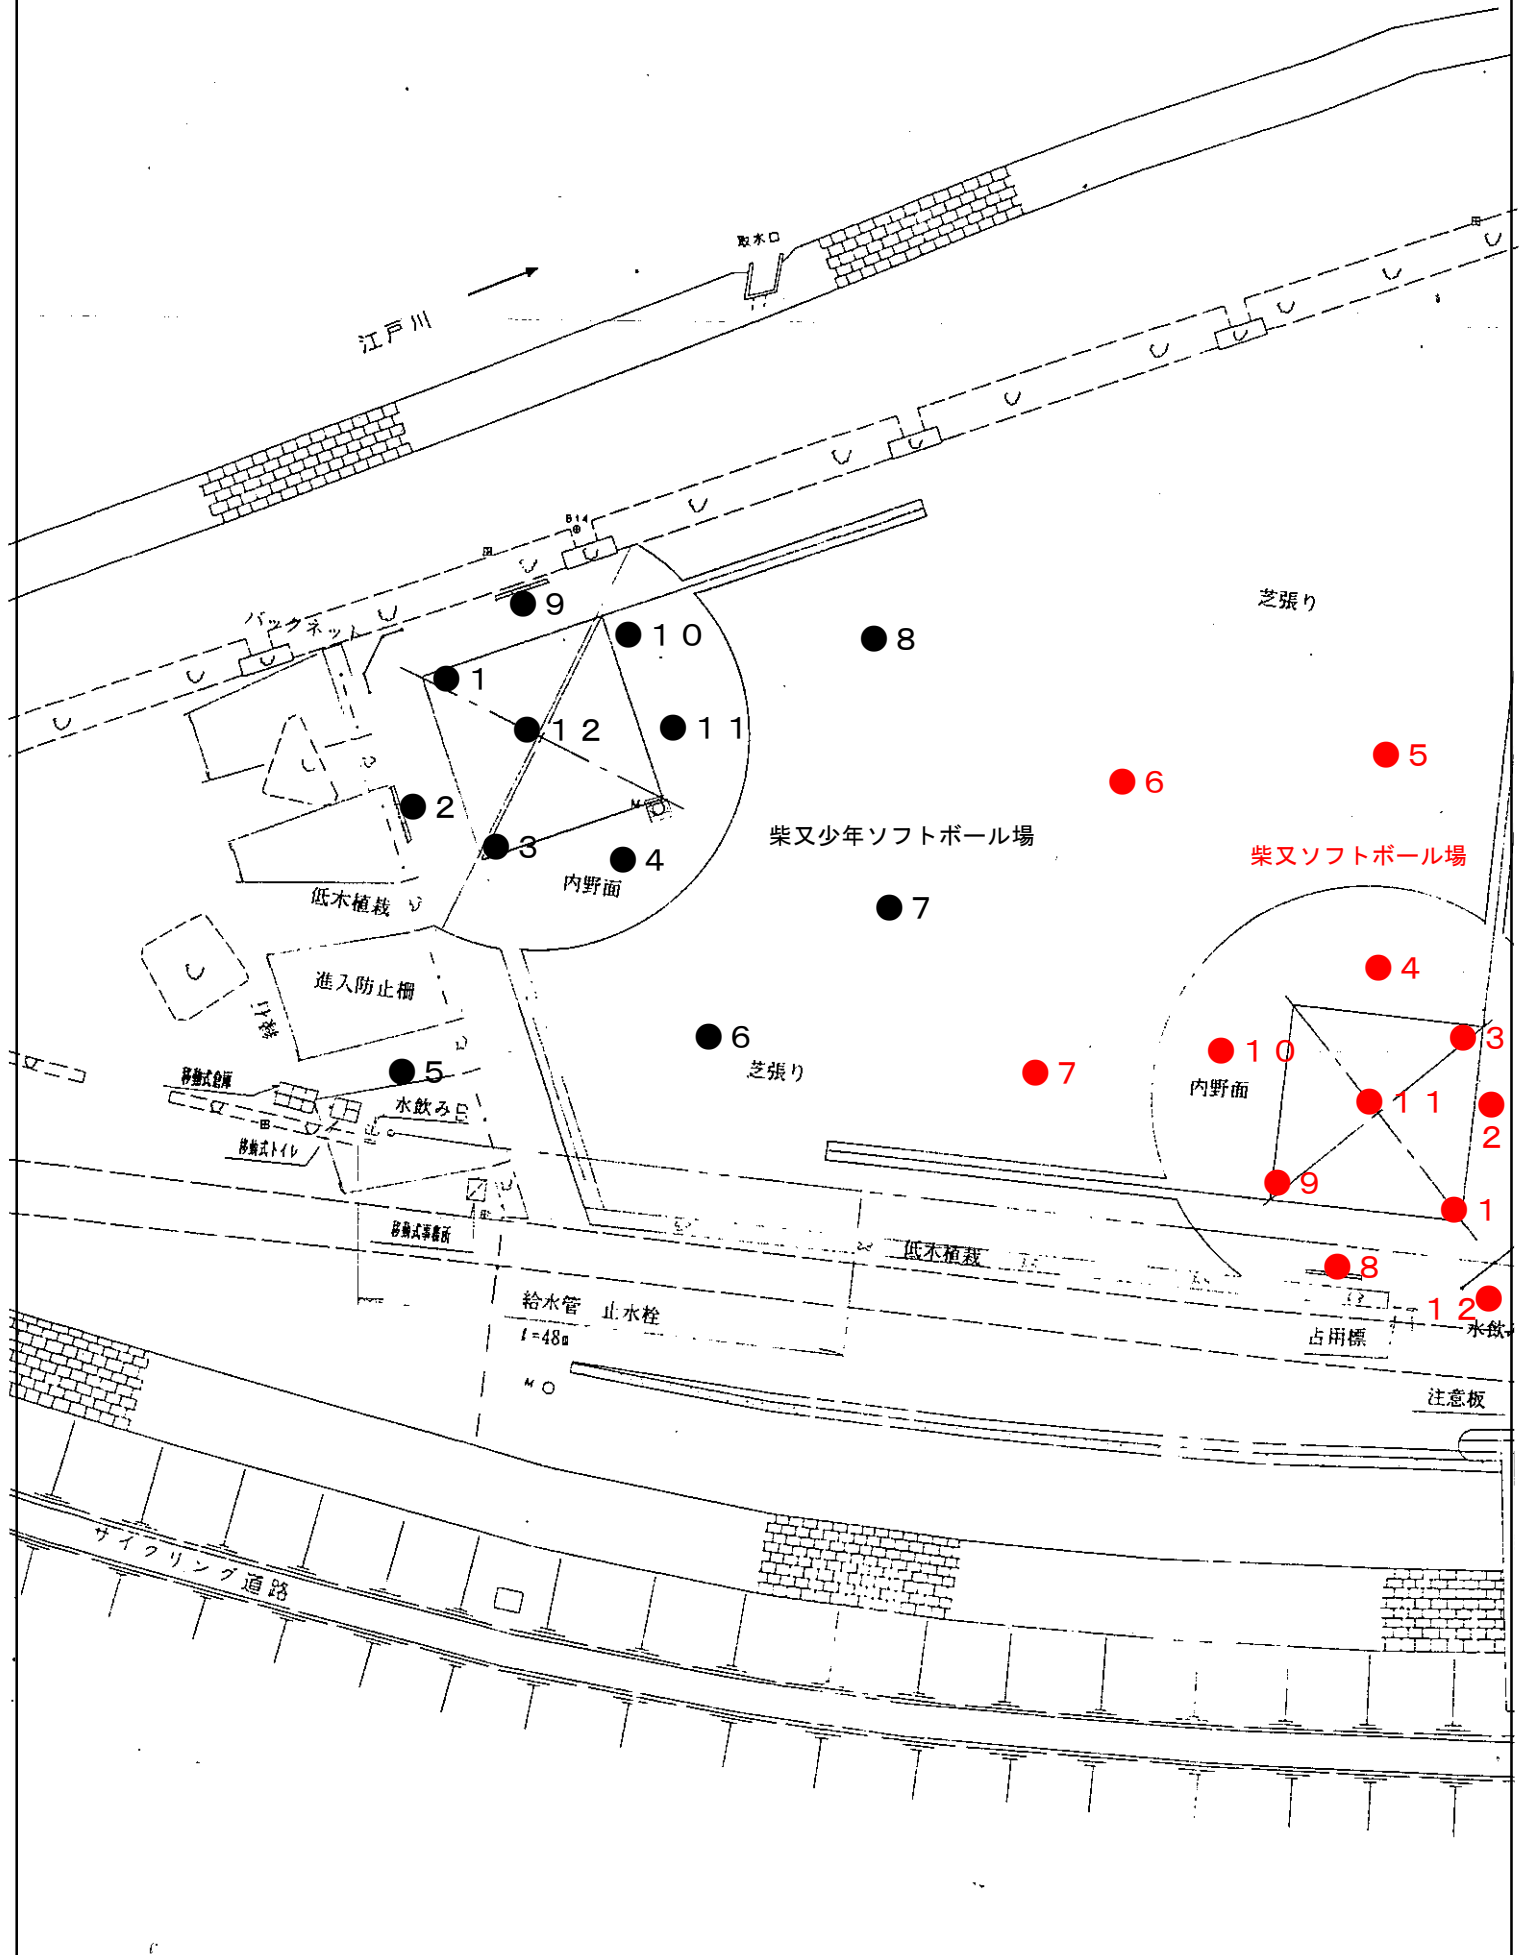 取水口
江戸川
B14
バックネット
9
10
8
芝張り
1
12
11
5
6
2
柴又少年ソフトボール場
3
4
柴又ソフトボール場
内野面
低木植栽
7
4
進入防止柵
6
3
10
5
芝張り
7
内野面
移動式倉庫
水飲み口
11
2
移動式トイレ
9
1
移動式事務所
低木植栽
8
給水管 止水栓
12
水飲み
ℓ=48m
占用標
M
注意板
サイクリング道路